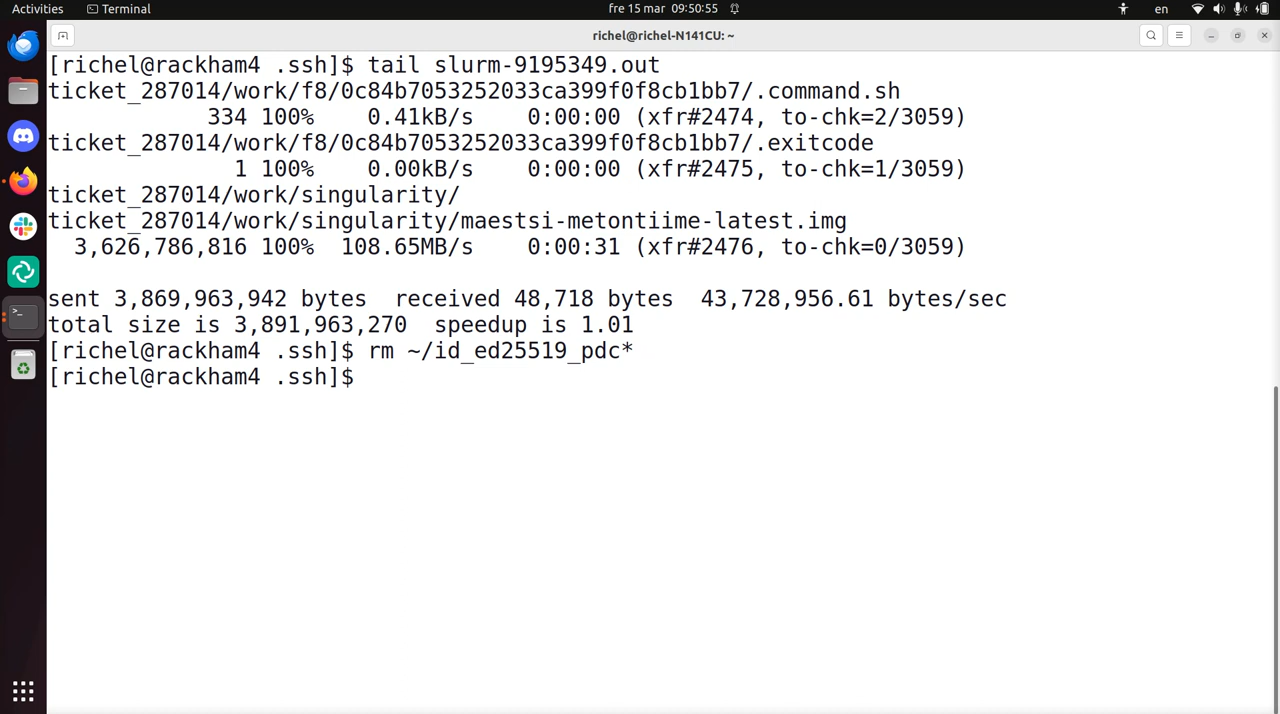 Activities
Terminal
fre 15 mar 09:50:55
en
richel@richel-N141CU: ~
[richel@rackham4 .ssh]$ tail slurm-9195349.out
ticket_287014/work/f8/0c84b7053252033ca399f0f8cb1bb7/.command.sh
334 100%    0.41kB/s    0:00:00 (xfr#2474, to-chk=2/3059)
ticket_287014/work/f8/0c84b7053252033ca399f0f8cb1bb7/.exitcode
1 100%    0.00kB/s    0:00:00 (xfr#2475, to-chk=1/3059)
ticket_287014/work/singularity/
ticket_287014/work/singularity/maestsi-metontiime-latest.img
3,626,786,816 100%  108.65MB/s    0:00:31 (xfr#2476, to-chk=0/3059)
sent 3,869,963,942 bytes  received 48,718 bytes  43,728,956.61 bytes/sec
total size is 3,891,963,270  speedup is 1.01
[richel@rackham4 .ssh]$ rm ~/id_ed25519_pdc*
[richel@rackham4 .ssh]$